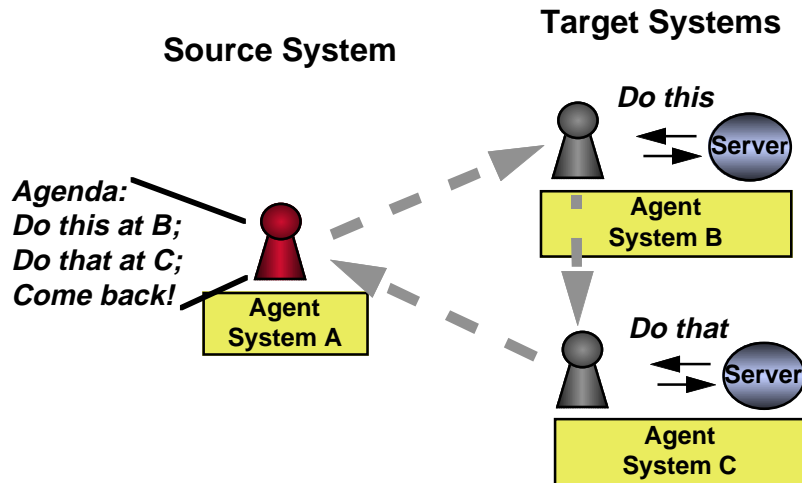 Source System
Target Systems
Agenda:
Do this at B;
Do that at C;
Come back!
Agent
System A
Do this
Server
Agent
System B
Do that
Server
Agent
System C